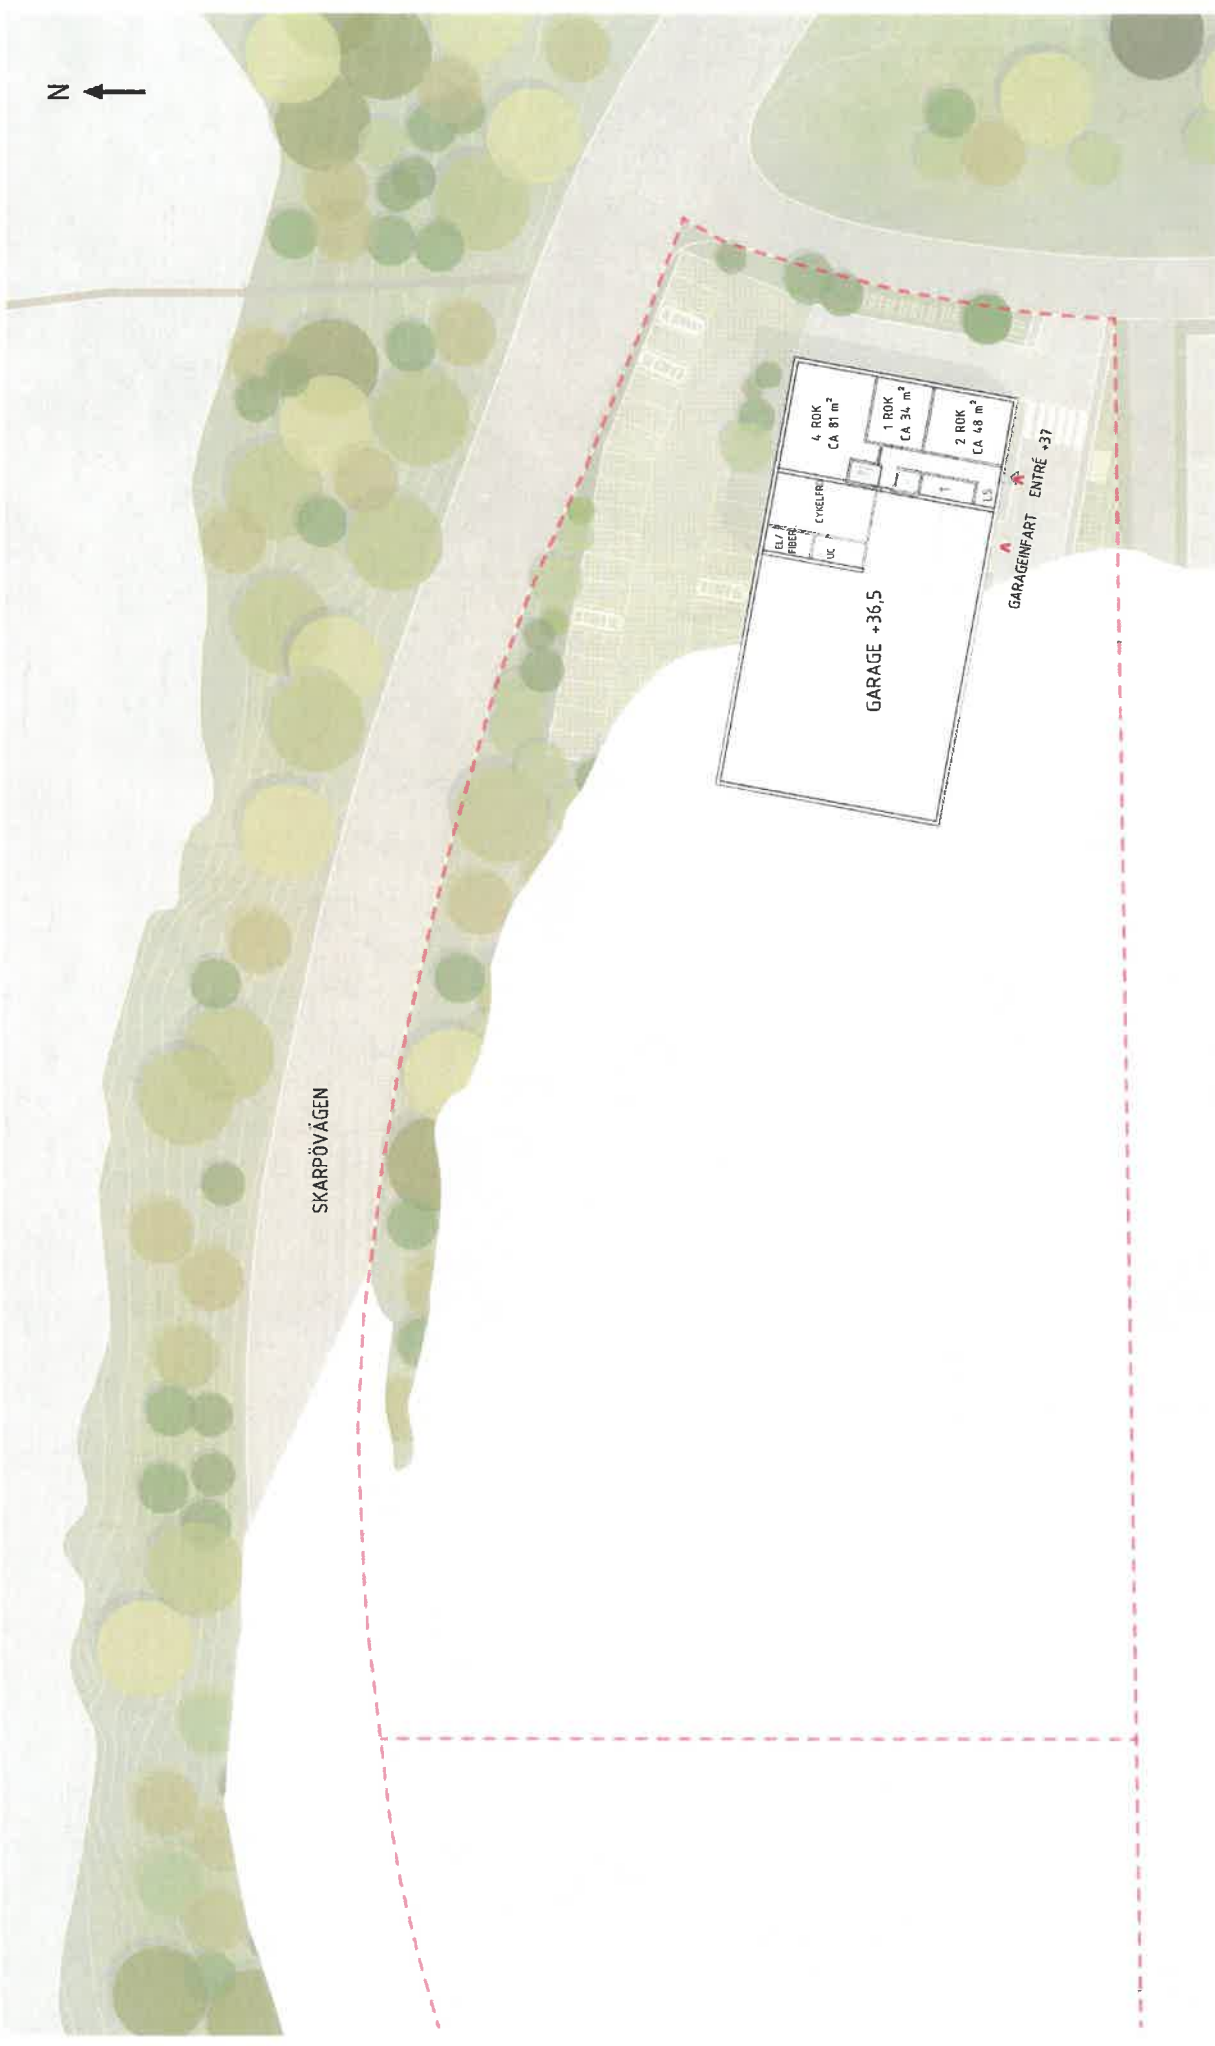 N
SKARPÖVÄGEN
4 ROK
CA 81 m²
1 ROK
CA 34 m²
2 ROK
CA 48 m²
EL/
FIBER
UC
LS
GARAGE +36,5
GARAGEINFART
ENTRÉ +37